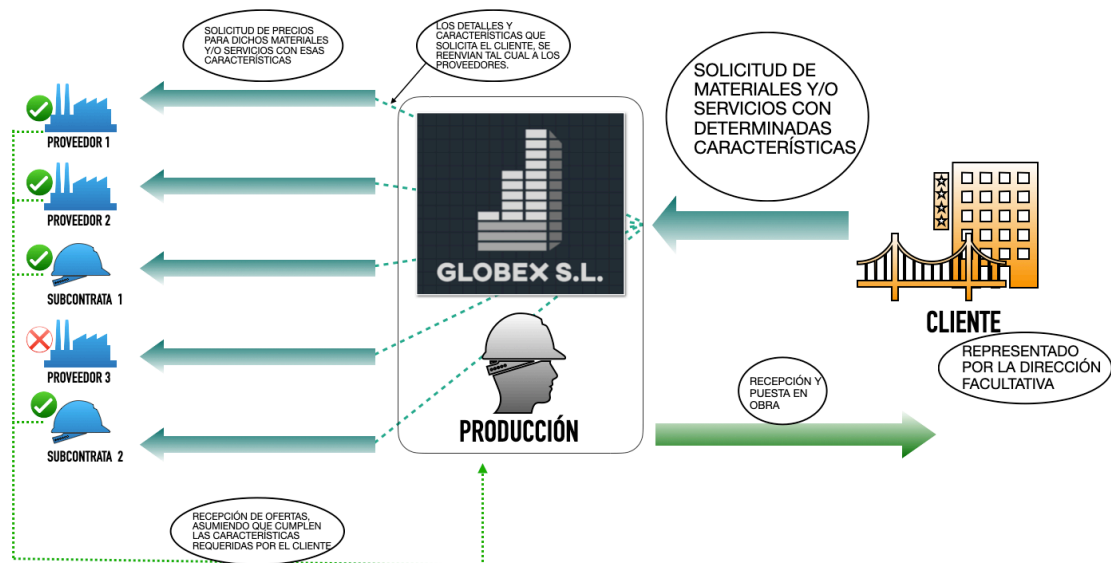 SOLICITUD DE PRECIOS
PARA DICHOS MATERIALES
Y/O SERVICIOS CON ESAS
CARACTERÍSTICAS
LOS DETALLES Y
CARACTERÍSTICAS QUE
SOLICITA EL CLIENTE, SE
REENVIAN TAL CUAL A LOS
PROVEEDORES.
SOLICITUD DE
MATERIALES Y/O
SERVICIOS CON
DETERMINADAS
CARACTERÍSTICAS
PROVEEDOR 1
PROVEEDOR 2
SUBCONTRATA 1
PROVEEDOR 3
SUBCONTRATA 2
GLOBEX S.L.
PRODUCCIÓN
CLIENTE
REPRESENTADO
POR LA DIRECCIÓN
FACULTATIVA
RECEPCIÓN Y
PUESTA EN
OBRA
RECEPCIÓN DE OFERTAS,
ASUMIENDO QUE CUMPLEN
LAS CARACTERÍSTICAS
REQUERIDAS POR EL CLIENTE